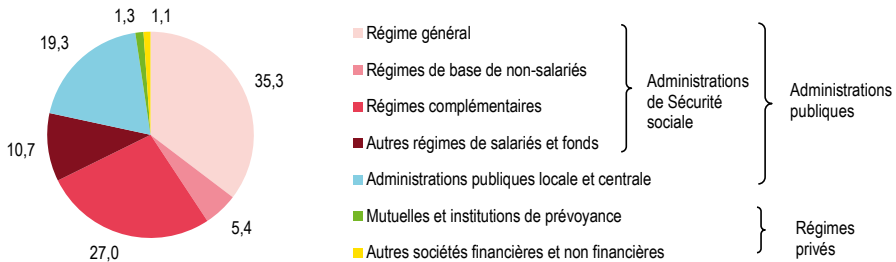 1,3
1,1
19,3
35,3
10,7
5,4
27,0
Régime général
Régimes de base de non-salariés
Régimes complémentaires
Autres régimes de salariés et fonds
Administrations publiques locale et centrale
Mutuelles et institutions de prévoyance
Autres sociétés financières et non financières
Administrations
de Sécurité
sociale
Administrations
publiques
Régimes
privés